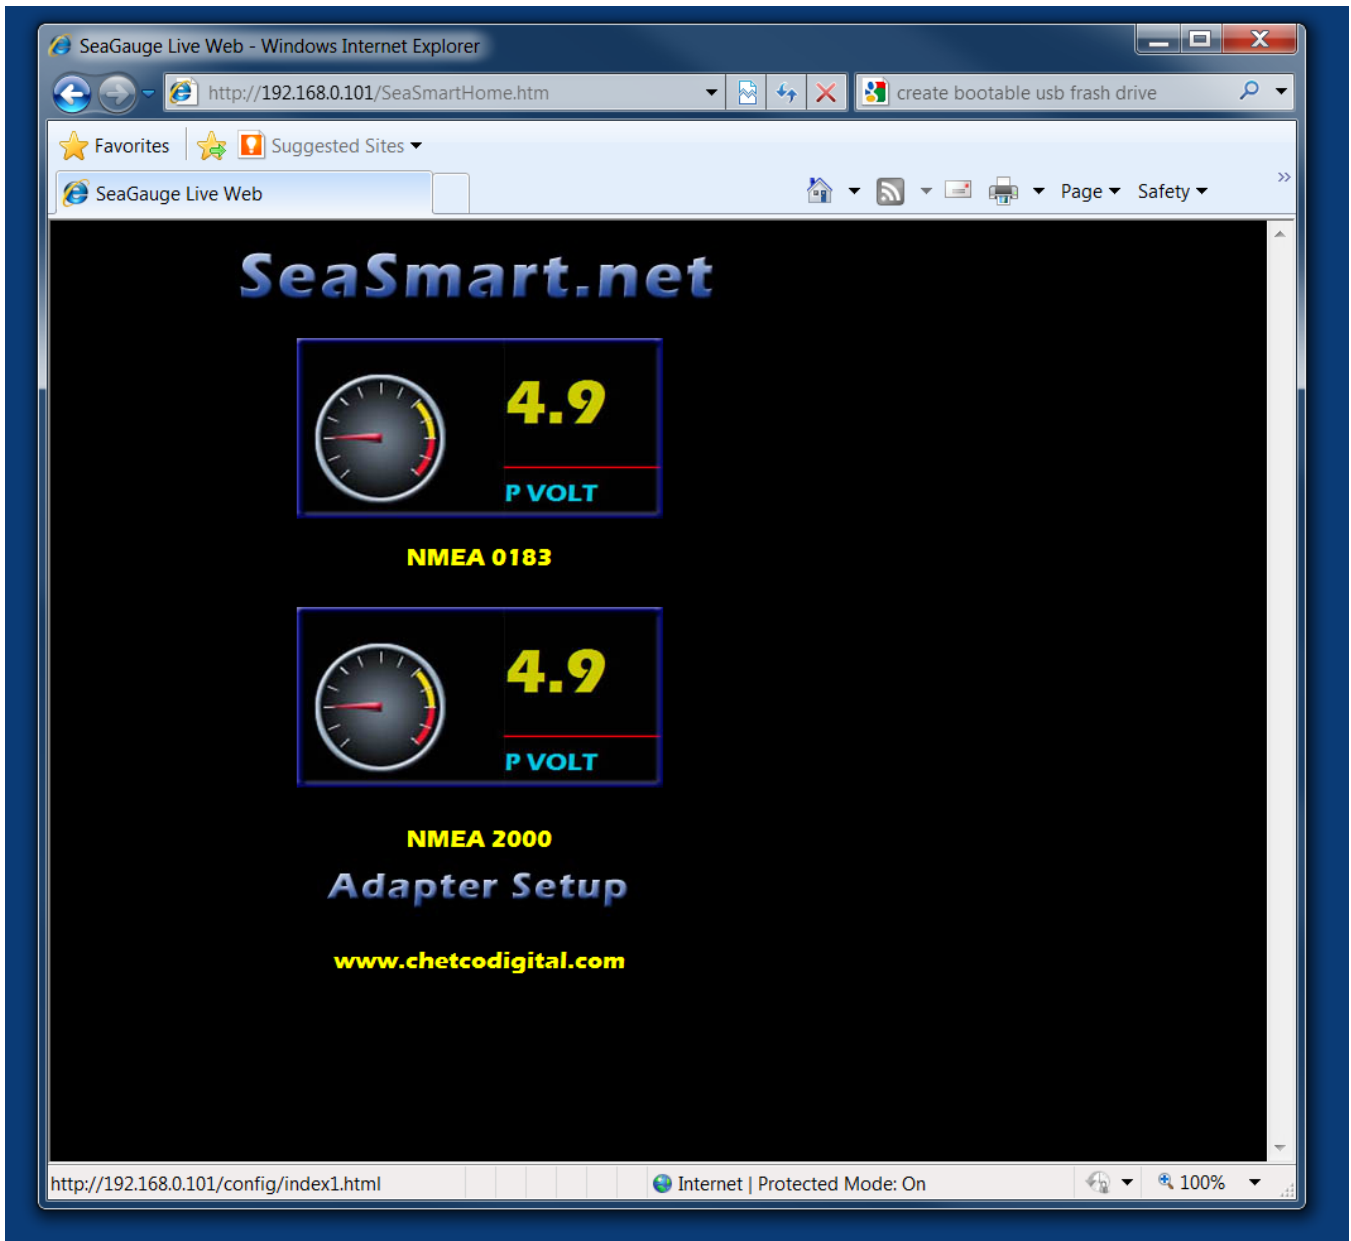 SeaGauge Live Web - Windows Internet Explorer
http://192.168.0.101/SeaSmartHome.htm
create bootable usb frash drive
Favorites
Suggested Sites
SeaGauge Live Web
Page
Safety
SeaSmart.net
4.9
P VOLT
NMEA 0183
4.9
P VOLT
NMEA 2000
Adapter Setup
www.chetcodigital.com
http://192.168.0.101/config/index1.html
Internet | Protected Mode: On
100%